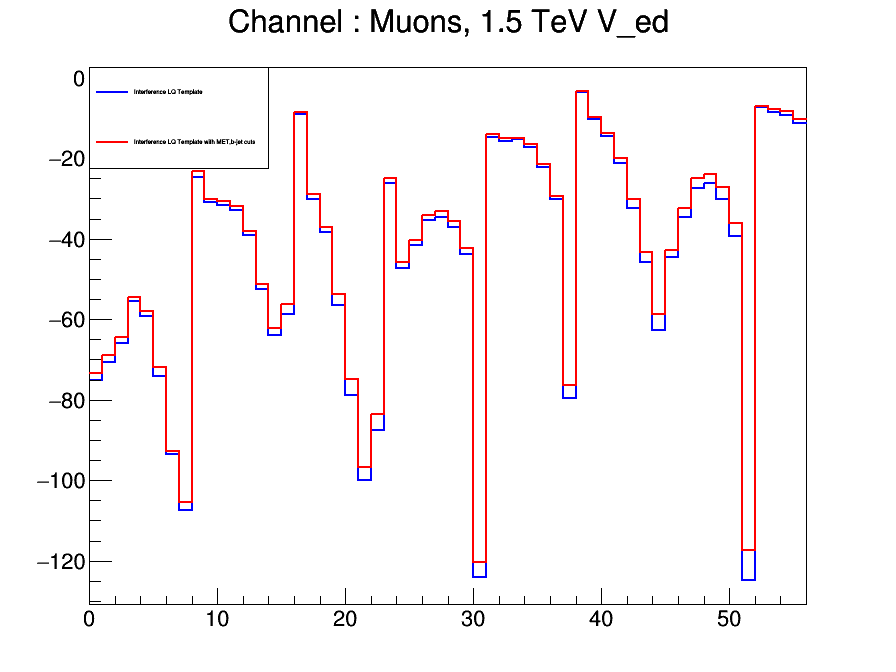 Channel : Muons, 1.5 TeV V_ed
Interference LQ Template
Interference LQ Template with MET,b-jet cuts
0
−20
−40
−60
−80
−100
−120
0 10 20 30 40 50